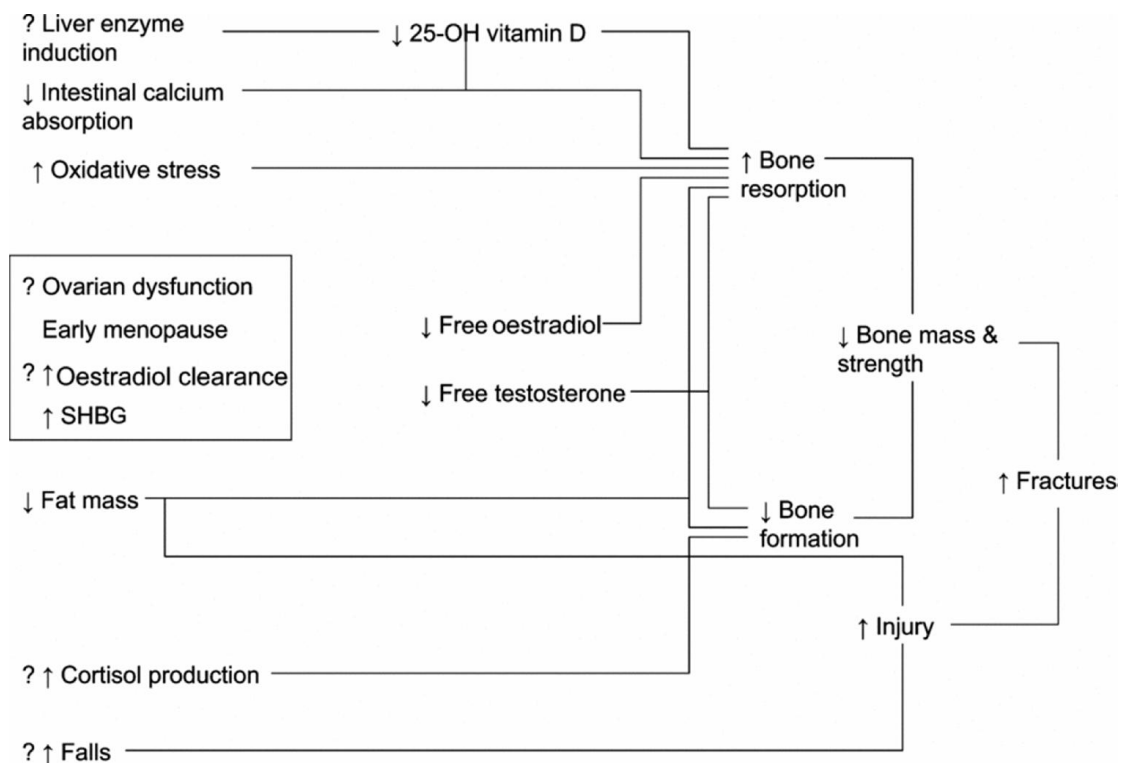 ? Liver enzyme
induction
↓ 25-OH vitamin D
↓ Intestinal calcium
absorption
↑ Oxidative stress
↑ Bone
resorption
? Ovarian dysfunction
Early menopause
? ↑ Oestradiol clearance
↑ SHBG
↓ Free oestradiol
↓ Free testosterone
↓ Bone mass &
strength
↓ Fat mass
↓ Bone
formation
↑ Fractures
↑ Injury
? ↑ Cortisol production
? ↑ Falls